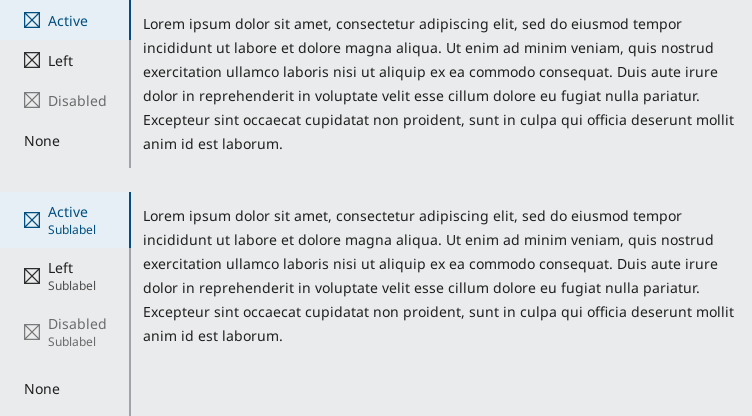 Active
Left
Disabled
None
Lorem ipsum dolor sit amet, consectetur adipiscing elit, sed do eiusmod tempor
incididunt ut labore et dolore magna aliqua. Ut enim ad minim veniam, quis nostrud
exercitation ullamco laboris nisi ut aliquip ex ea commodo consequat. Duis aute irure
dolor in reprehenderit in voluptate velit esse cillum dolore eu fugiat nulla pariatur.
Excepteur sint occaecat cupidatat non proident, sunt in culpa qui officia deserunt mollit
anim id est laborum.
Active
Sublabel
Left
Sublabel
Disabled
Sublabel
None
Lorem ipsum dolor sit amet, consectetur adipiscing elit, sed do eiusmod tempor
incididunt ut labore et dolore magna aliqua. Ut enim ad minim veniam, quis nostrud
exercitation ullamco laboris nisi ut aliquip ex ea commodo consequat. Duis aute irure
dolor in reprehenderit in voluptate velit esse cillum dolore eu fugiat nulla pariatur.
Excepteur sint occaecat cupidatat non proident, sunt in culpa qui officia deserunt mollit
anim id est laborum.